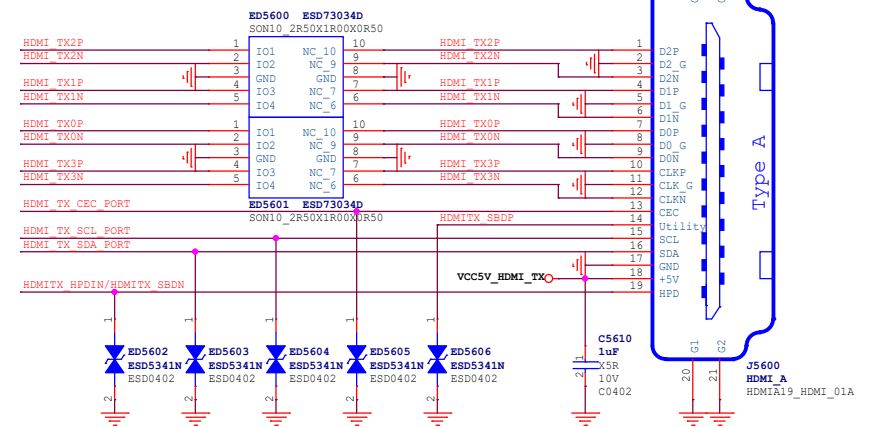 ED5600 ESD73034D
SON10_2R50X1R00X0R50
HDMI_TX2P 1 IO1 NC_10 10 HDMI_TX2P 1 D2P
HDMI_TX2N 2 IO2 NC_9 9 HDMI_TX2N 2 D2_G
3 GND GND 8 3 D2N
HDMI_TX1P 4 IO3 NC_7 7 HDMI_TX1P 4 D1P
HDMI_TX1N 5 IO4 NC_6 6 HDMI_TX1N 5 D1_G
6 D1N
HDMI_TX0P 1 IO1 NC_10 10 HDMI_TX0P 7 D0P
HDMI_TX0N 2 IO2 NC_9 9 HDMI_TX0N 8 D0_G
3 GND GND 8 9 D0N
HDMI_TX3P 4 IO3 NC_7 7 HDMI_TX3P 10 CLKP
HDMI_TX3N 5 IO4 NC_6 6 HDMI_TX3N 11 CLK_G
12 CLKN
ED5601 ESD73034D
SON10_2R50X1R00X0R50
HDMI_TX_CEC_PORT 13 CEC
HDMITX_SBDP 14 Utility
HDMI_TX_SCL_PORT 15 SCL
HDMI_TX_SDA_PORT 16 SDA
17 GND
VCC5V_HDMI_TX 18 +5V
HDMITX_HPDIN/HDMITX_SBDN 19 HPD
Type A
G1 G2
20 21
1 1 1 1 1 1
ED5602 ED5603 ED5604 ED5605 ED5606
ESD5341N ESD5341N ESD5341N ESD5341N ESD5341N
ESD0402 ESD0402 ESD0402 ESD0402 ESD0402
2 2 2 2 2 2
C5610
1uF
X5R
10V
C0402
J5600
HDMI_A
HDMIA19_HDMI_01A